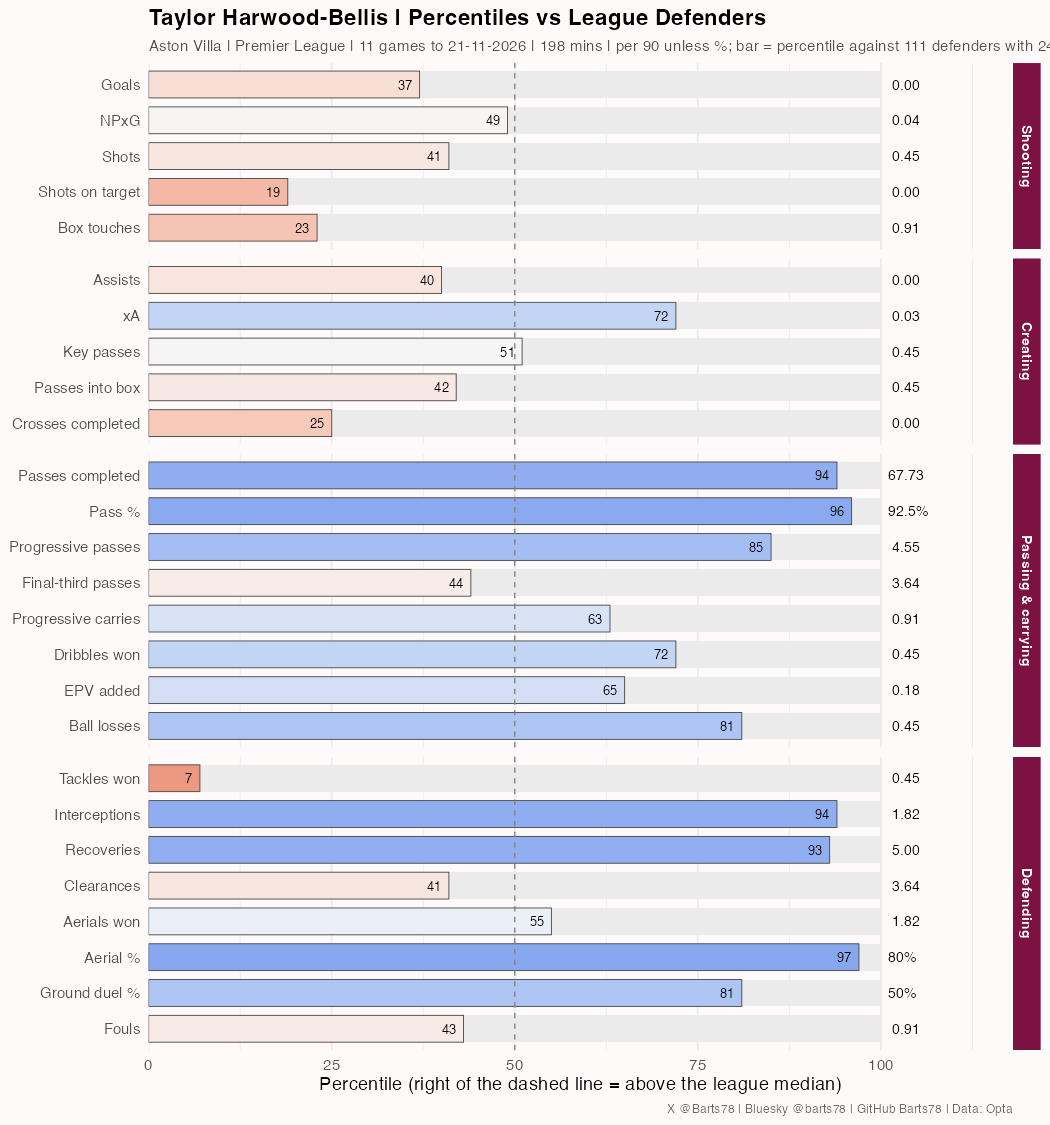 Taylor Harwood-Bellis | Percentiles vs League Defenders
Aston Villa | Premier League | 11 games to 21-11-2026 | 198 mins | per 90 unless %; bar = percentile against 111 defenders with 24
Goals 37 0.00
NPxG 49 0.04
Shots 41 0.45
Shots on target 19 0.00
Box touches 23 0.91
Shooting
Assists 40 0.00
xA 72 0.03
Key passes 51 0.45
Passes into box 42 0.45
Crosses completed 25 0.00
Creating
Passes completed 94 67.73
Pass % 96 92.5%
Progressive passes 85 4.55
Final-third passes 44 3.64
Progressive carries 63 0.91
Dribbles won 72 0.45
EPV added 65 0.18
Ball losses 81 0.45
Passing & carrying
Tackles won 7 0.45
Interceptions 94 1.82
Recoveries 93 5.00
Clearances 41 3.64
Aerials won 55 1.82
Aerial % 97 80%
Ground duel % 81 50%
Fouls 43 0.91
Defending
0 25 50 75 100
Percentile (right of the dashed line = above the league median)
X @Barts78 | Bluesky @barts78 | GitHub Barts78 | Data: Opta